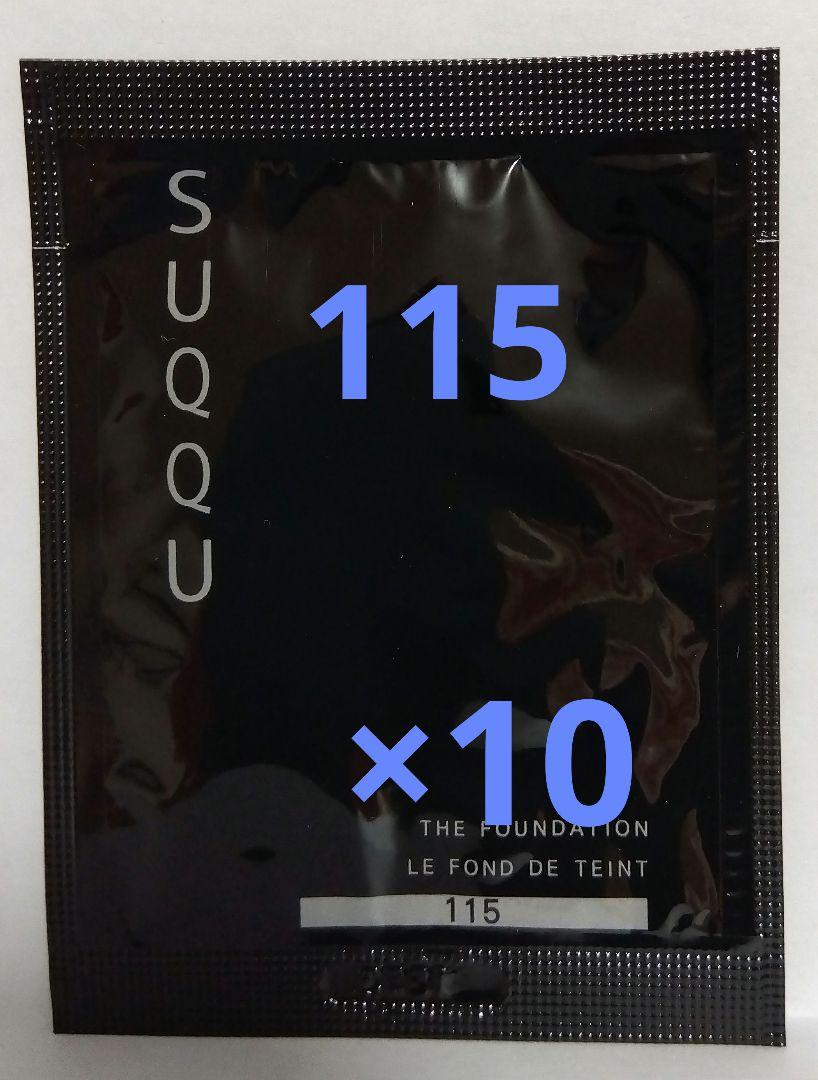 SUQQU
115
×10
THE FOUNDATION
LE FOND DE TEINT
115